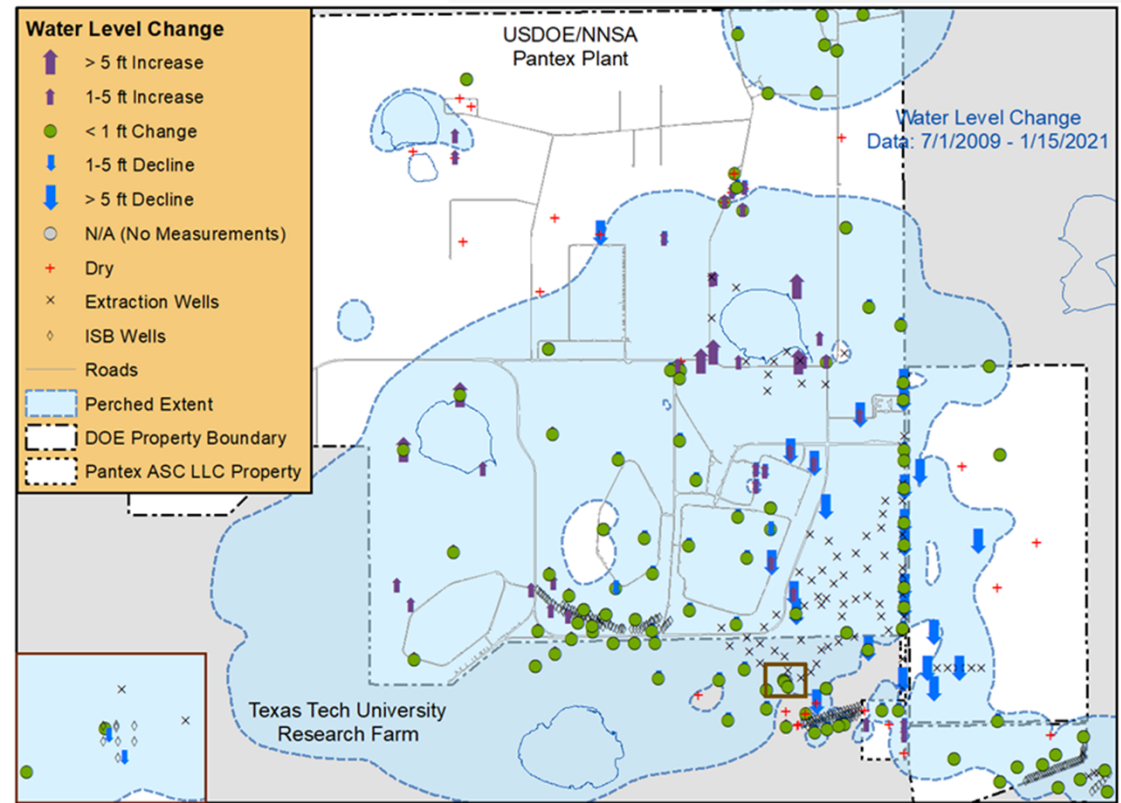 Water Level Change
> 5 ft Increase
1-5 ft Increase
< 1 ft Change
1-5 ft Decline
> 5 ft Decline
N/A (No Measurements)
Dry
Extraction Wells
ISB Wells
Roads
Perched Extent
DOE Property Boundary
Pantex ASC LLC Property
USDOE/NNSA
Pantex Plant
Water Level Change
Data: 7/1/2009 - 1/15/2021
Texas Tech University
Research Farm